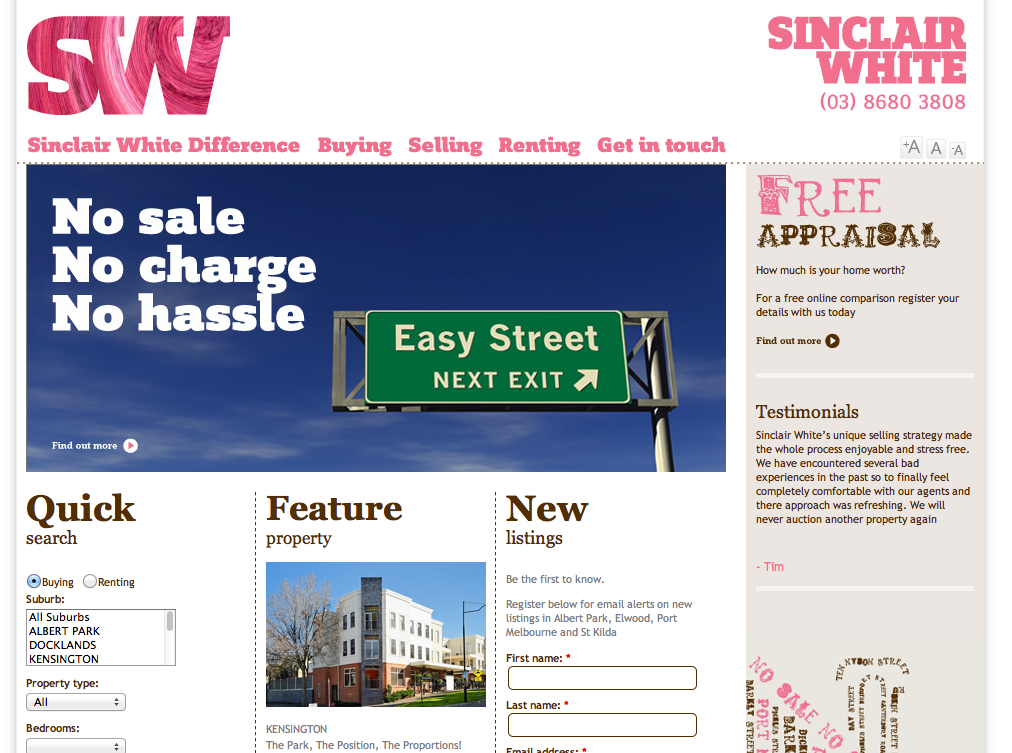 SW
SINCLAIR
WHITE
(03) 8680 3808
Sinclair White Difference
Buying
Selling
Renting
Get in touch
+A
A
-A
No sale
No charge
No hassle
Easy Street
NEXT EXIT
Find out more
FREE
APPRAISAL
How much is your home worth?
For a free online comparison register your
details with us today
Find out more
Testimonials
Sinclair White's unique selling strategy made
the whole process enjoyable and stress free.
We have encountered several bad
experiences in the past so to finally feel
completely comfortable with our agents and
there approach was refreshing. We will
never auction another property again
- Tim
Quick
search
Buying
Renting
Suburb:
All Suburbs
ALBERT PARK
DOCKLANDS
KENSINGTON
Property type:
All
Bedrooms:
Feature
property
KENSINGTON
The Park, The Position, The Proportions!
New
listings
Be the first to know.
Register below for email alerts on new
listings in Albert Park, Elwood, Port
Melbourne and St Kilda
First name: *
Last name: *
Email address: *
NO SALE NO
BARKLY STREET
PORT
BAY STREET